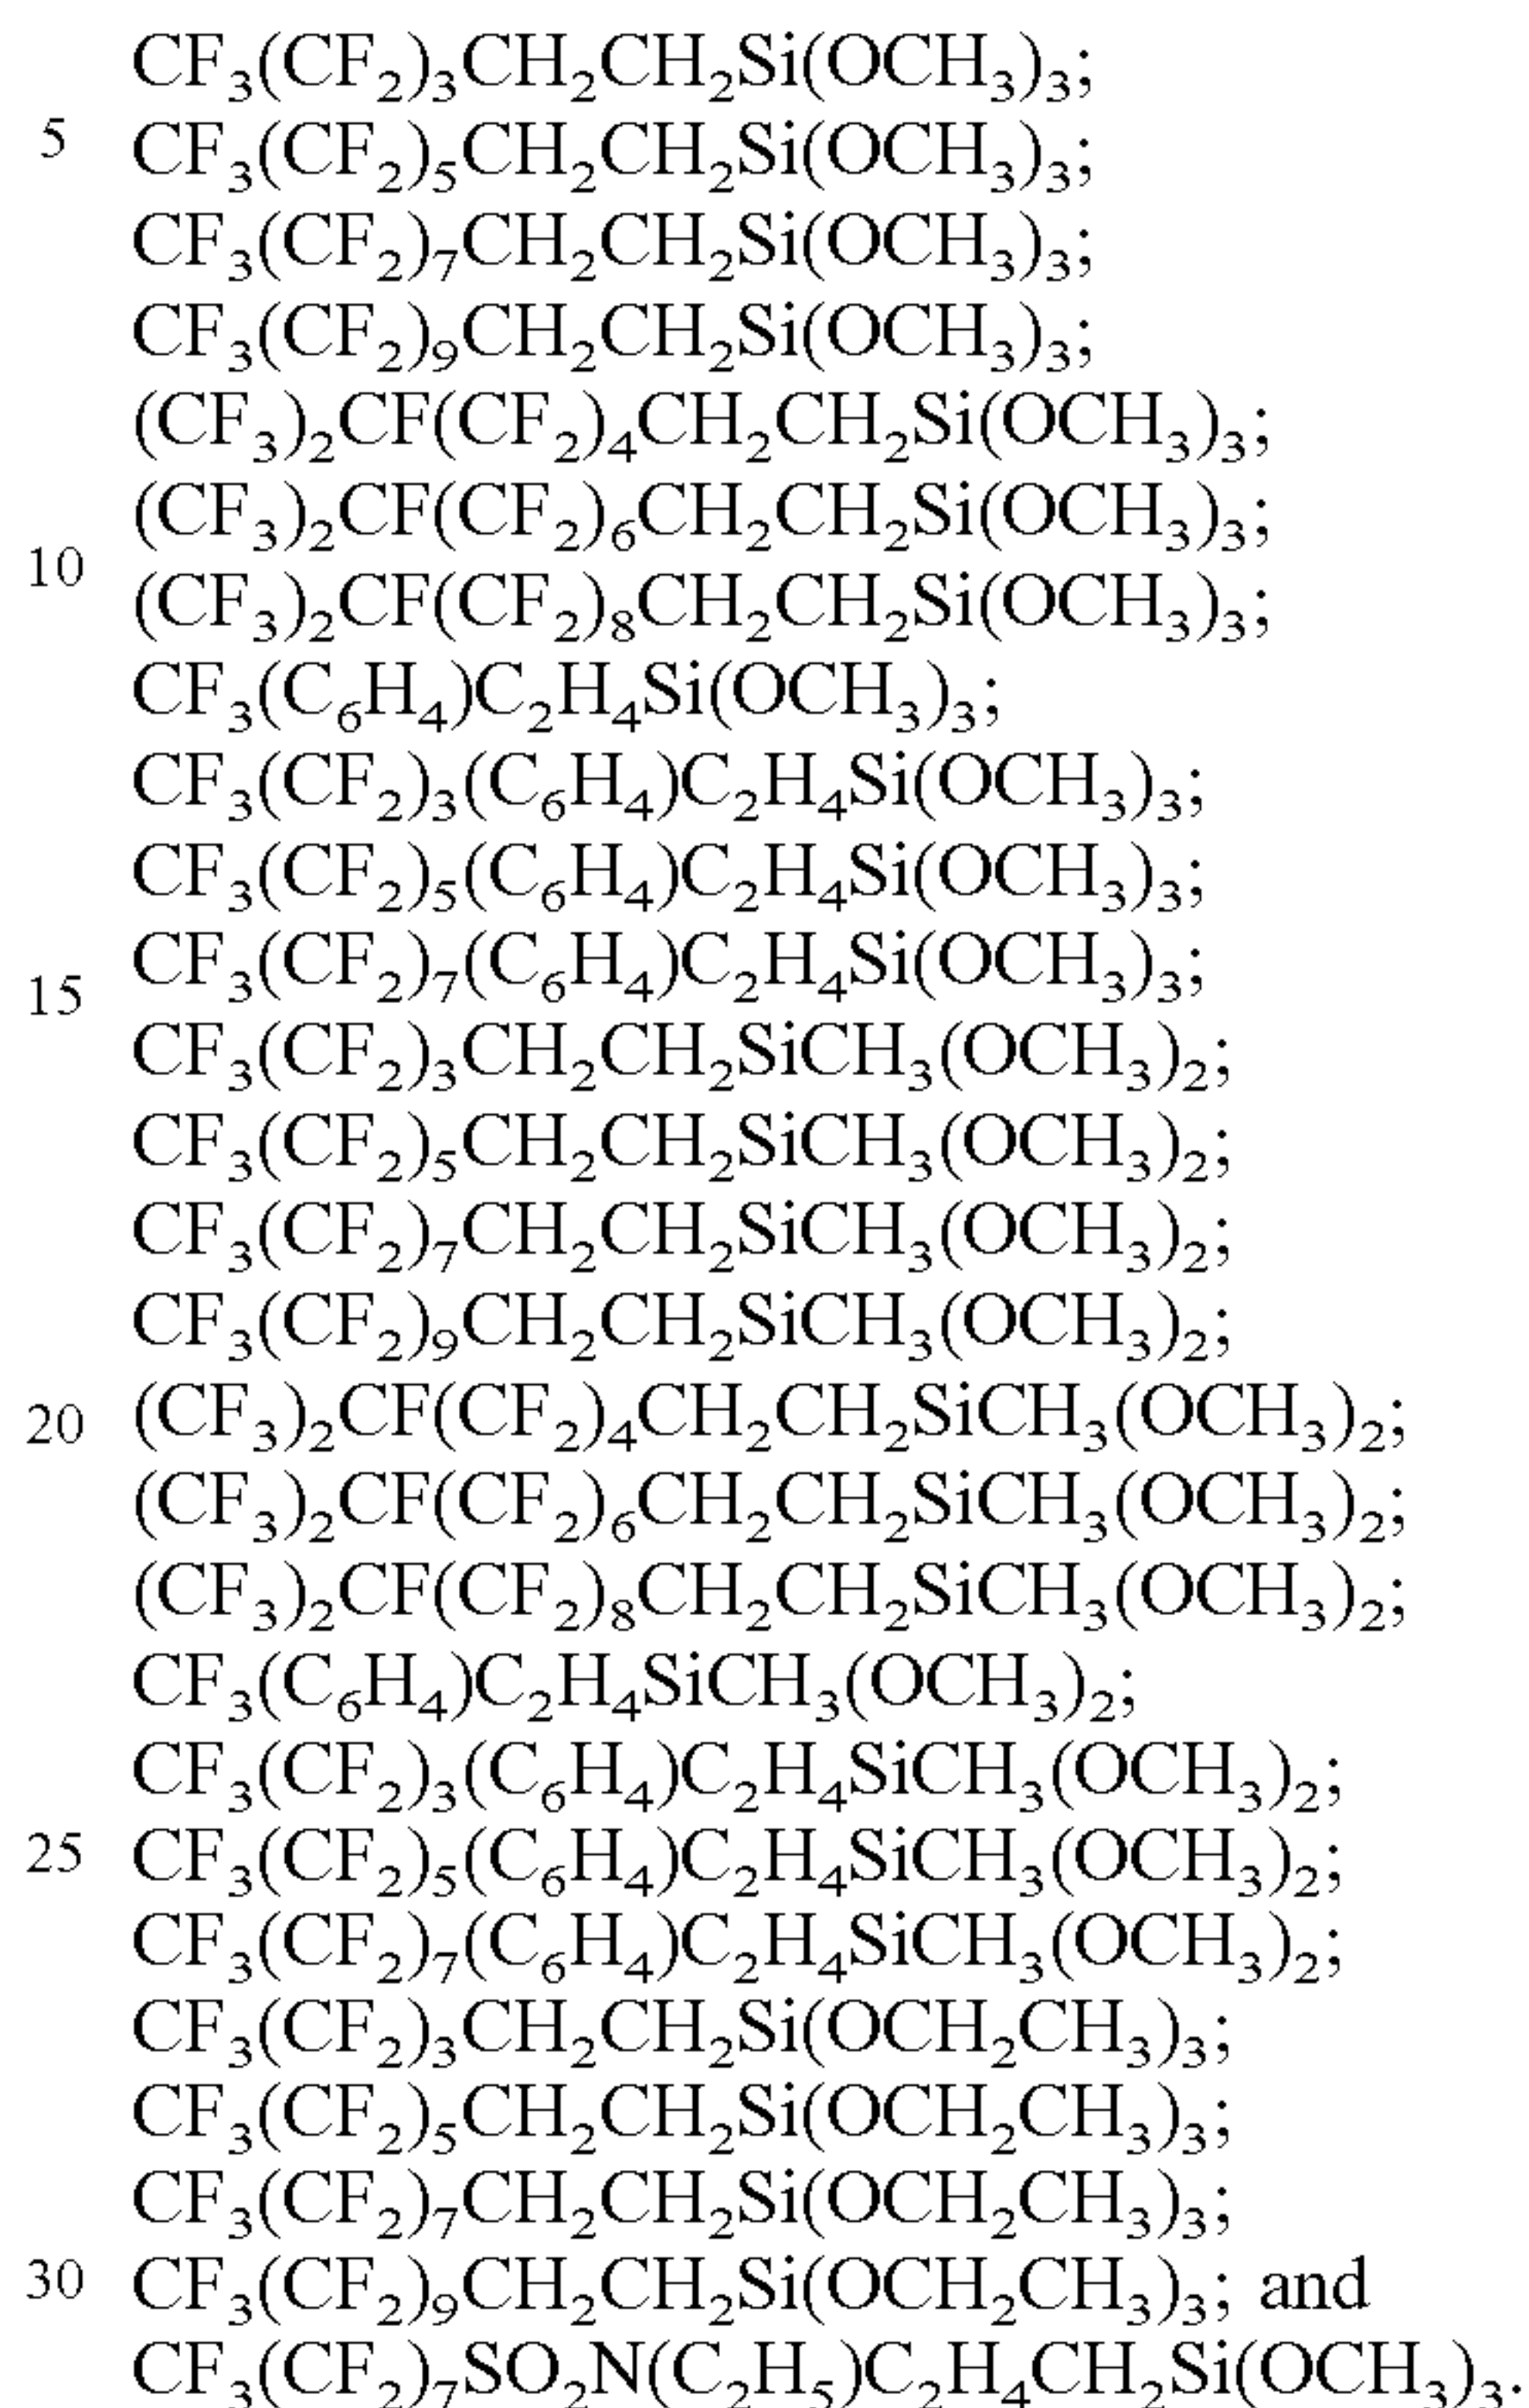 CF₃(CF₂)₃CH₂CH₂Si(OCH₃)₃;
5 CF₃(CF₂)₅CH₂CH₂Si(OCH₃)₃;
CF₃(CF₂)₇CH₂CH₂Si(OCH₃)₃;
CF₃(CF₂)₉CH₂CH₂Si(OCH₃)₃;
(CF₃)₂CF(CF₂)₄CH₂CH₂Si(OCH₃)₃;
(CF₃)₂CF(CF₂)₆CH₂CH₂Si(OCH₃)₃;
10 (CF₃)₂CF(CF₂)₈CH₂CH₂Si(OCH₃)₃;
CF₃(C₆H₄)C₂H₄Si(OCH₃)₃;
CF₃(CF₂)₃(C₆H₄)C₂H₄Si(OCH₃)₃;
CF₃(CF₂)₅(C₆H₄)C₂H₄Si(OCH₃)₃;
CF₃(CF₂)₇(C₆H₄)C₂H₄Si(OCH₃)₃;
15 CF₃(CF₂)₃CH₂CH₂SiCH₃(OCH₃)₂;
CF₃(CF₂)₅CH₂CH₂SiCH₃(OCH₃)₂;
CF₃(CF₂)₇CH₂CH₂SiCH₃(OCH₃)₂;
CF₃(CF₂)₉CH₂CH₂SiCH₃(OCH₃)₂;
20 (CF₃)₂CF(CF₂)₄CH₂CH₂SiCH₃(OCH₃)₂;
(CF₃)₂CF(CF₂)₆CH₂CH₂SiCH₃(OCH₃)₂;
(CF₃)₂CF(CF₂)₈CH₂CH₂SiCH₃(OCH₃)₂;
CF₃(C₆H₄)C₂H₄SiCH₃(OCH₃)₂;
CF₃(CF₂)₃(C₆H₄)C₂H₄SiCH₃(OCH₃)₂;
25 CF₃(CF₂)₅(C₆H₄)C₂H₄SiCH₃(OCH₃)₂;
CF₃(CF₂)₇(C₆H₄)C₂H₄SiCH₃(OCH₃)₂;
CF₃(CF₂)₃CH₂CH₂Si(OCH₂CH₃)₃;
CF₃(CF₂)₅CH₂CH₂Si(OCH₂CH₃)₃;
CF₃(CF₂)₇CH₂CH₂Si(OCH₂CH₃)₃;
30 CF₃(CF₂)₉CH₂CH₂Si(OCH₂CH₃)₃; and
CF₃(CF₂)₇SO₂N(C₂H₅)C₂H₄CH₂Si(OCH₃)₃.